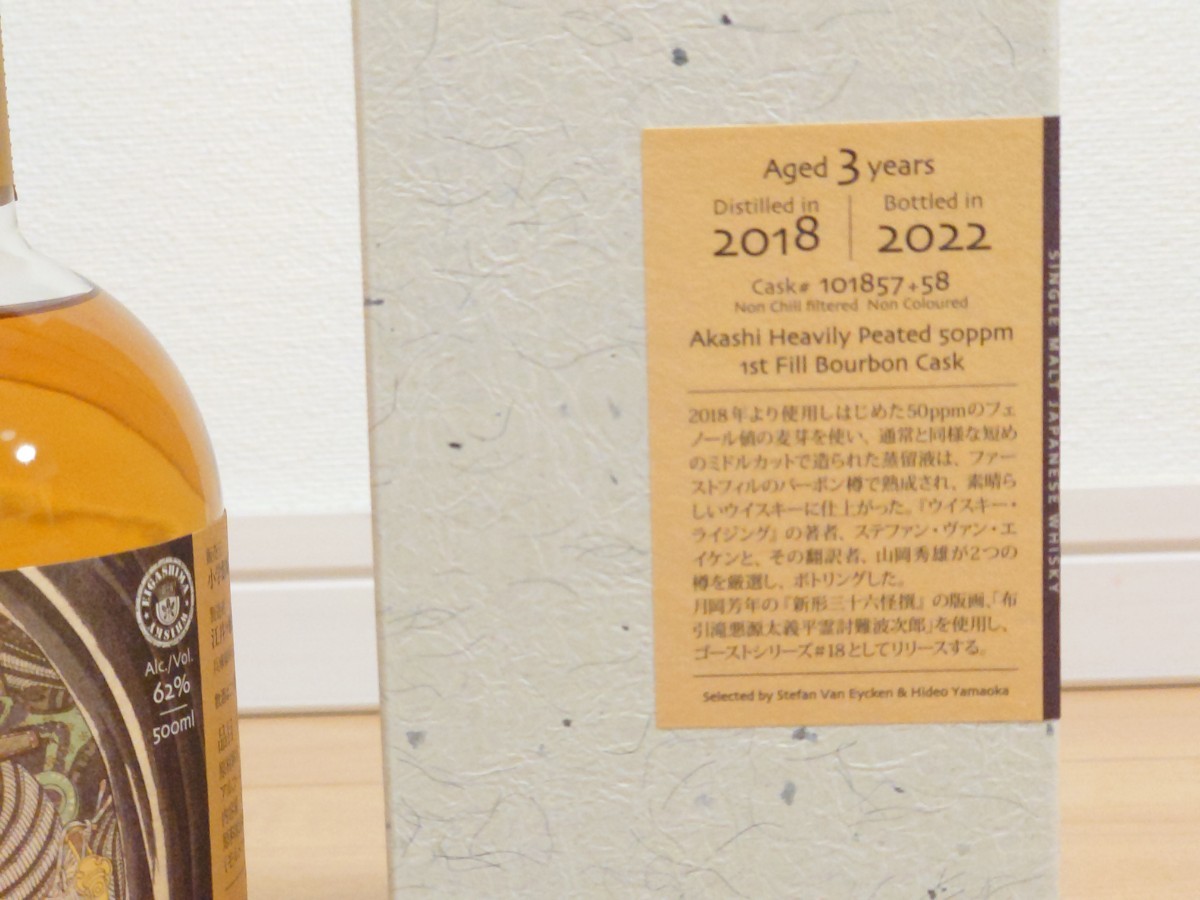 Aged 3 years
Distilled in
2018
Bottled in
2022
Cask# 101857+58
Non Chill filtered Non Coloured
Akashi Heavily Peated 50ppm
1st Fill Bourbon Cask
2018年より使用しはじめた50ppmのフェ
ノール値の麦芽を使い、通常と同様な短め
のミドルカットで造られた蒸留液は、ファー
ストフィルのバーボン樽で熟成され、素晴ら
しいウイスキーに仕上がった。『ウイスキー・
ライジング』の著者、ステファン・ヴァン・エ
イケンと、その翻訳者、山岡秀雄が2つの
樽を厳選し、ボトリングした。
月岡芳年の『新形三十六怪撰』の版画、「布
引滝悪源太義平霊討難波次郎」を使用し、
ゴーストシリーズ#18としてリリースする。
Selected by Stefan Van Eycken & Hideo Yamaoka
SINGLE MALT JAPANESE WHISKY
EIGASHIMA WHISKY
Alc./Vol.
62%
500ml